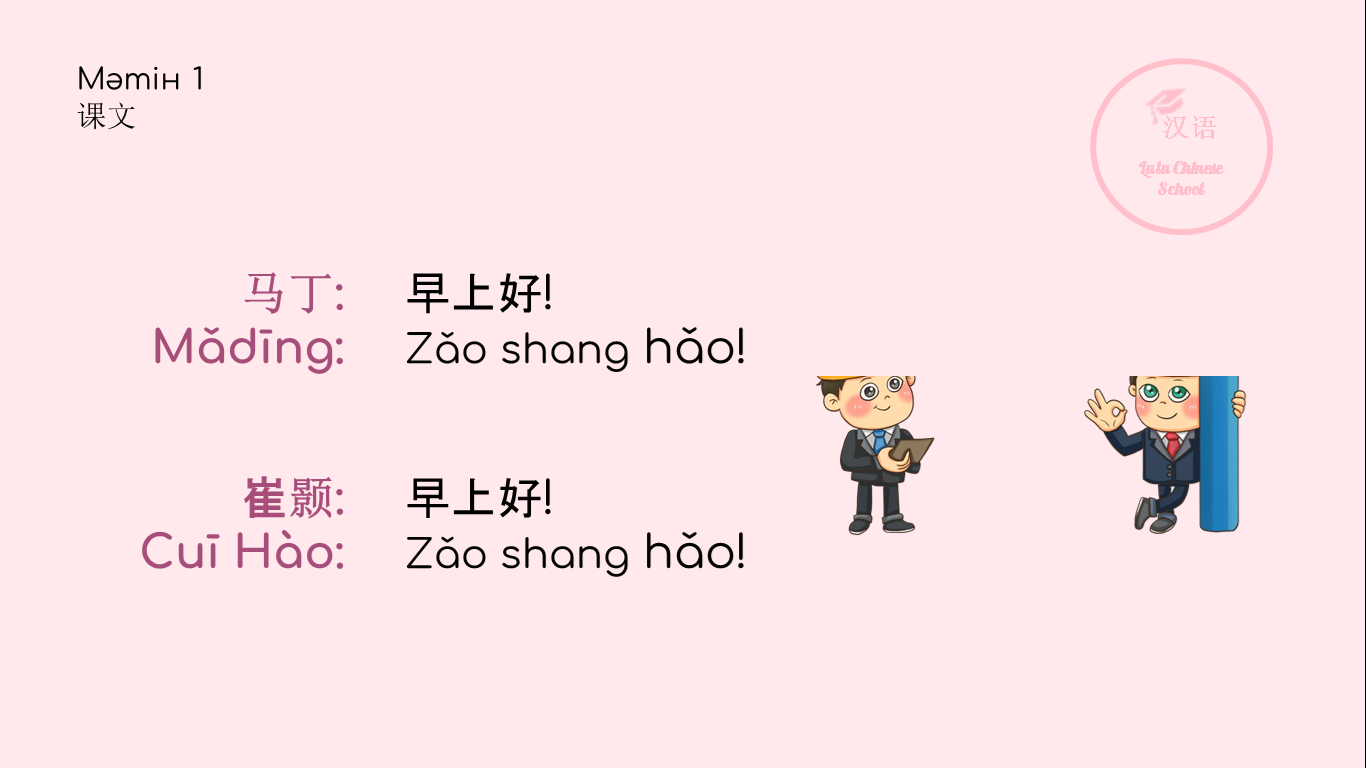 Мәтін 1
课文
汉语
Lulu Chinese
School
马丁: 早上好!
Mǎdīng: Zǎo shang hǎo!
崔颢: 早上好!
Cuī Hào: Zǎo shang hǎo!